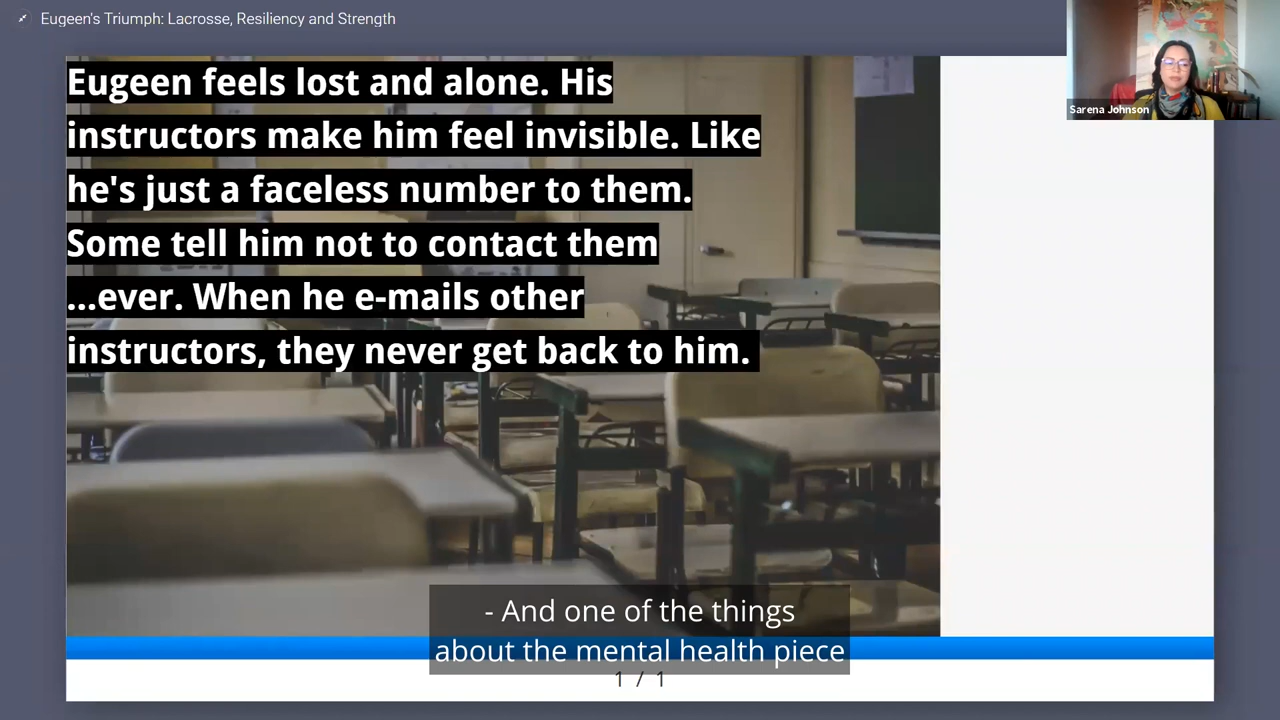 Eugeen's Triumph: Lacrosse, Resiliency and Strength
Sarena Johnson
Eugeen feels lost and alone. His
instructors make him feel invisible. Like
he's just a faceless number to them.
Some tell him not to contact them
...ever. When he e-mails other
instructors, they never get back to him.
- And one of the things
about the mental health piece
1 / 1